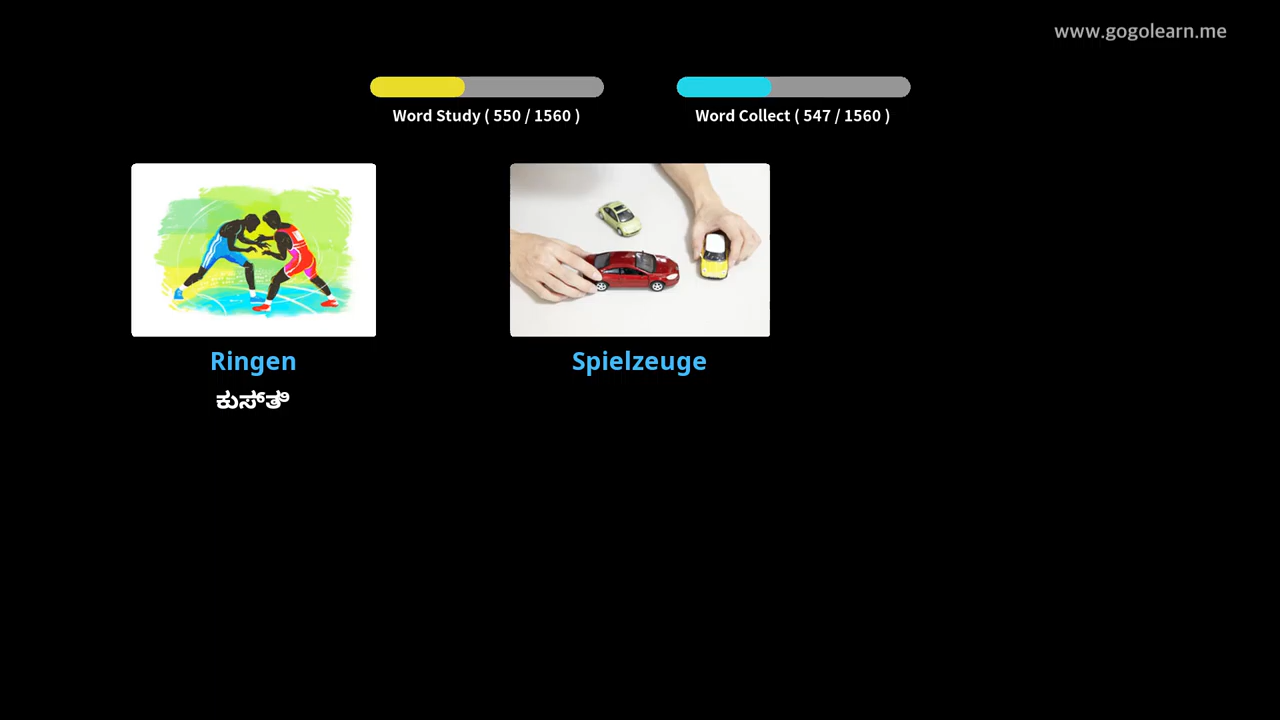 www.gogolearn.me
Word Study ( 550 / 1560 )
Word Collect ( 547 / 1560 )
Ringen
Spielzeuge
ಕುಸ್ತಿ